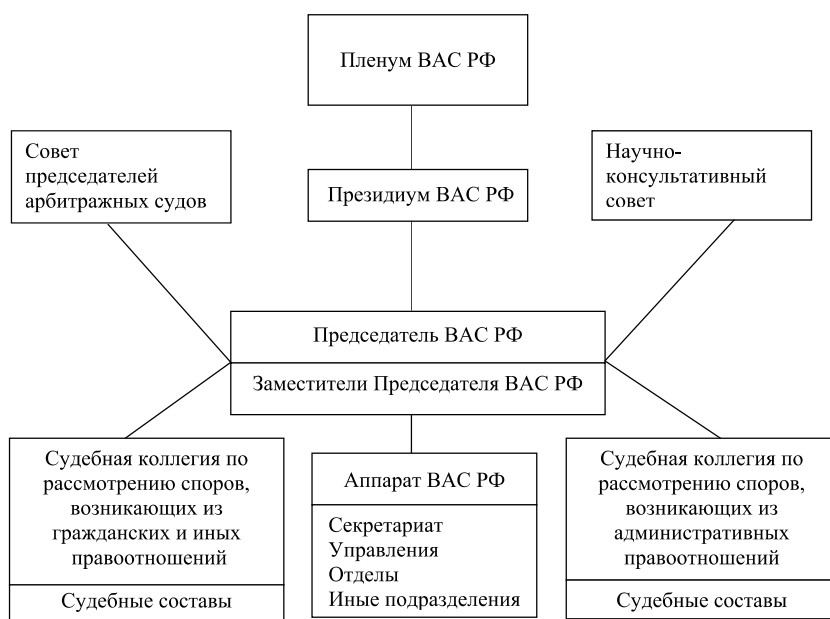 Пленум ВАС РФ
Совет
председателей
арбитражных судов
Президиум ВАС РФ
Научно-
консультативный
совет
Председатель ВАС РФ
Заместители Председателя ВАС РФ
Судебная коллегия по
рассмотрению споров,
возникающих из
гражданских и иных
правоотношений
Судебные составы
Аппарат ВАС РФ
Секретариат
Управления
Отделы
Иные подразделения
Судебная коллегия по
рассмотрению споров,
возникающих из
административных
правоотношений
Судебные составы